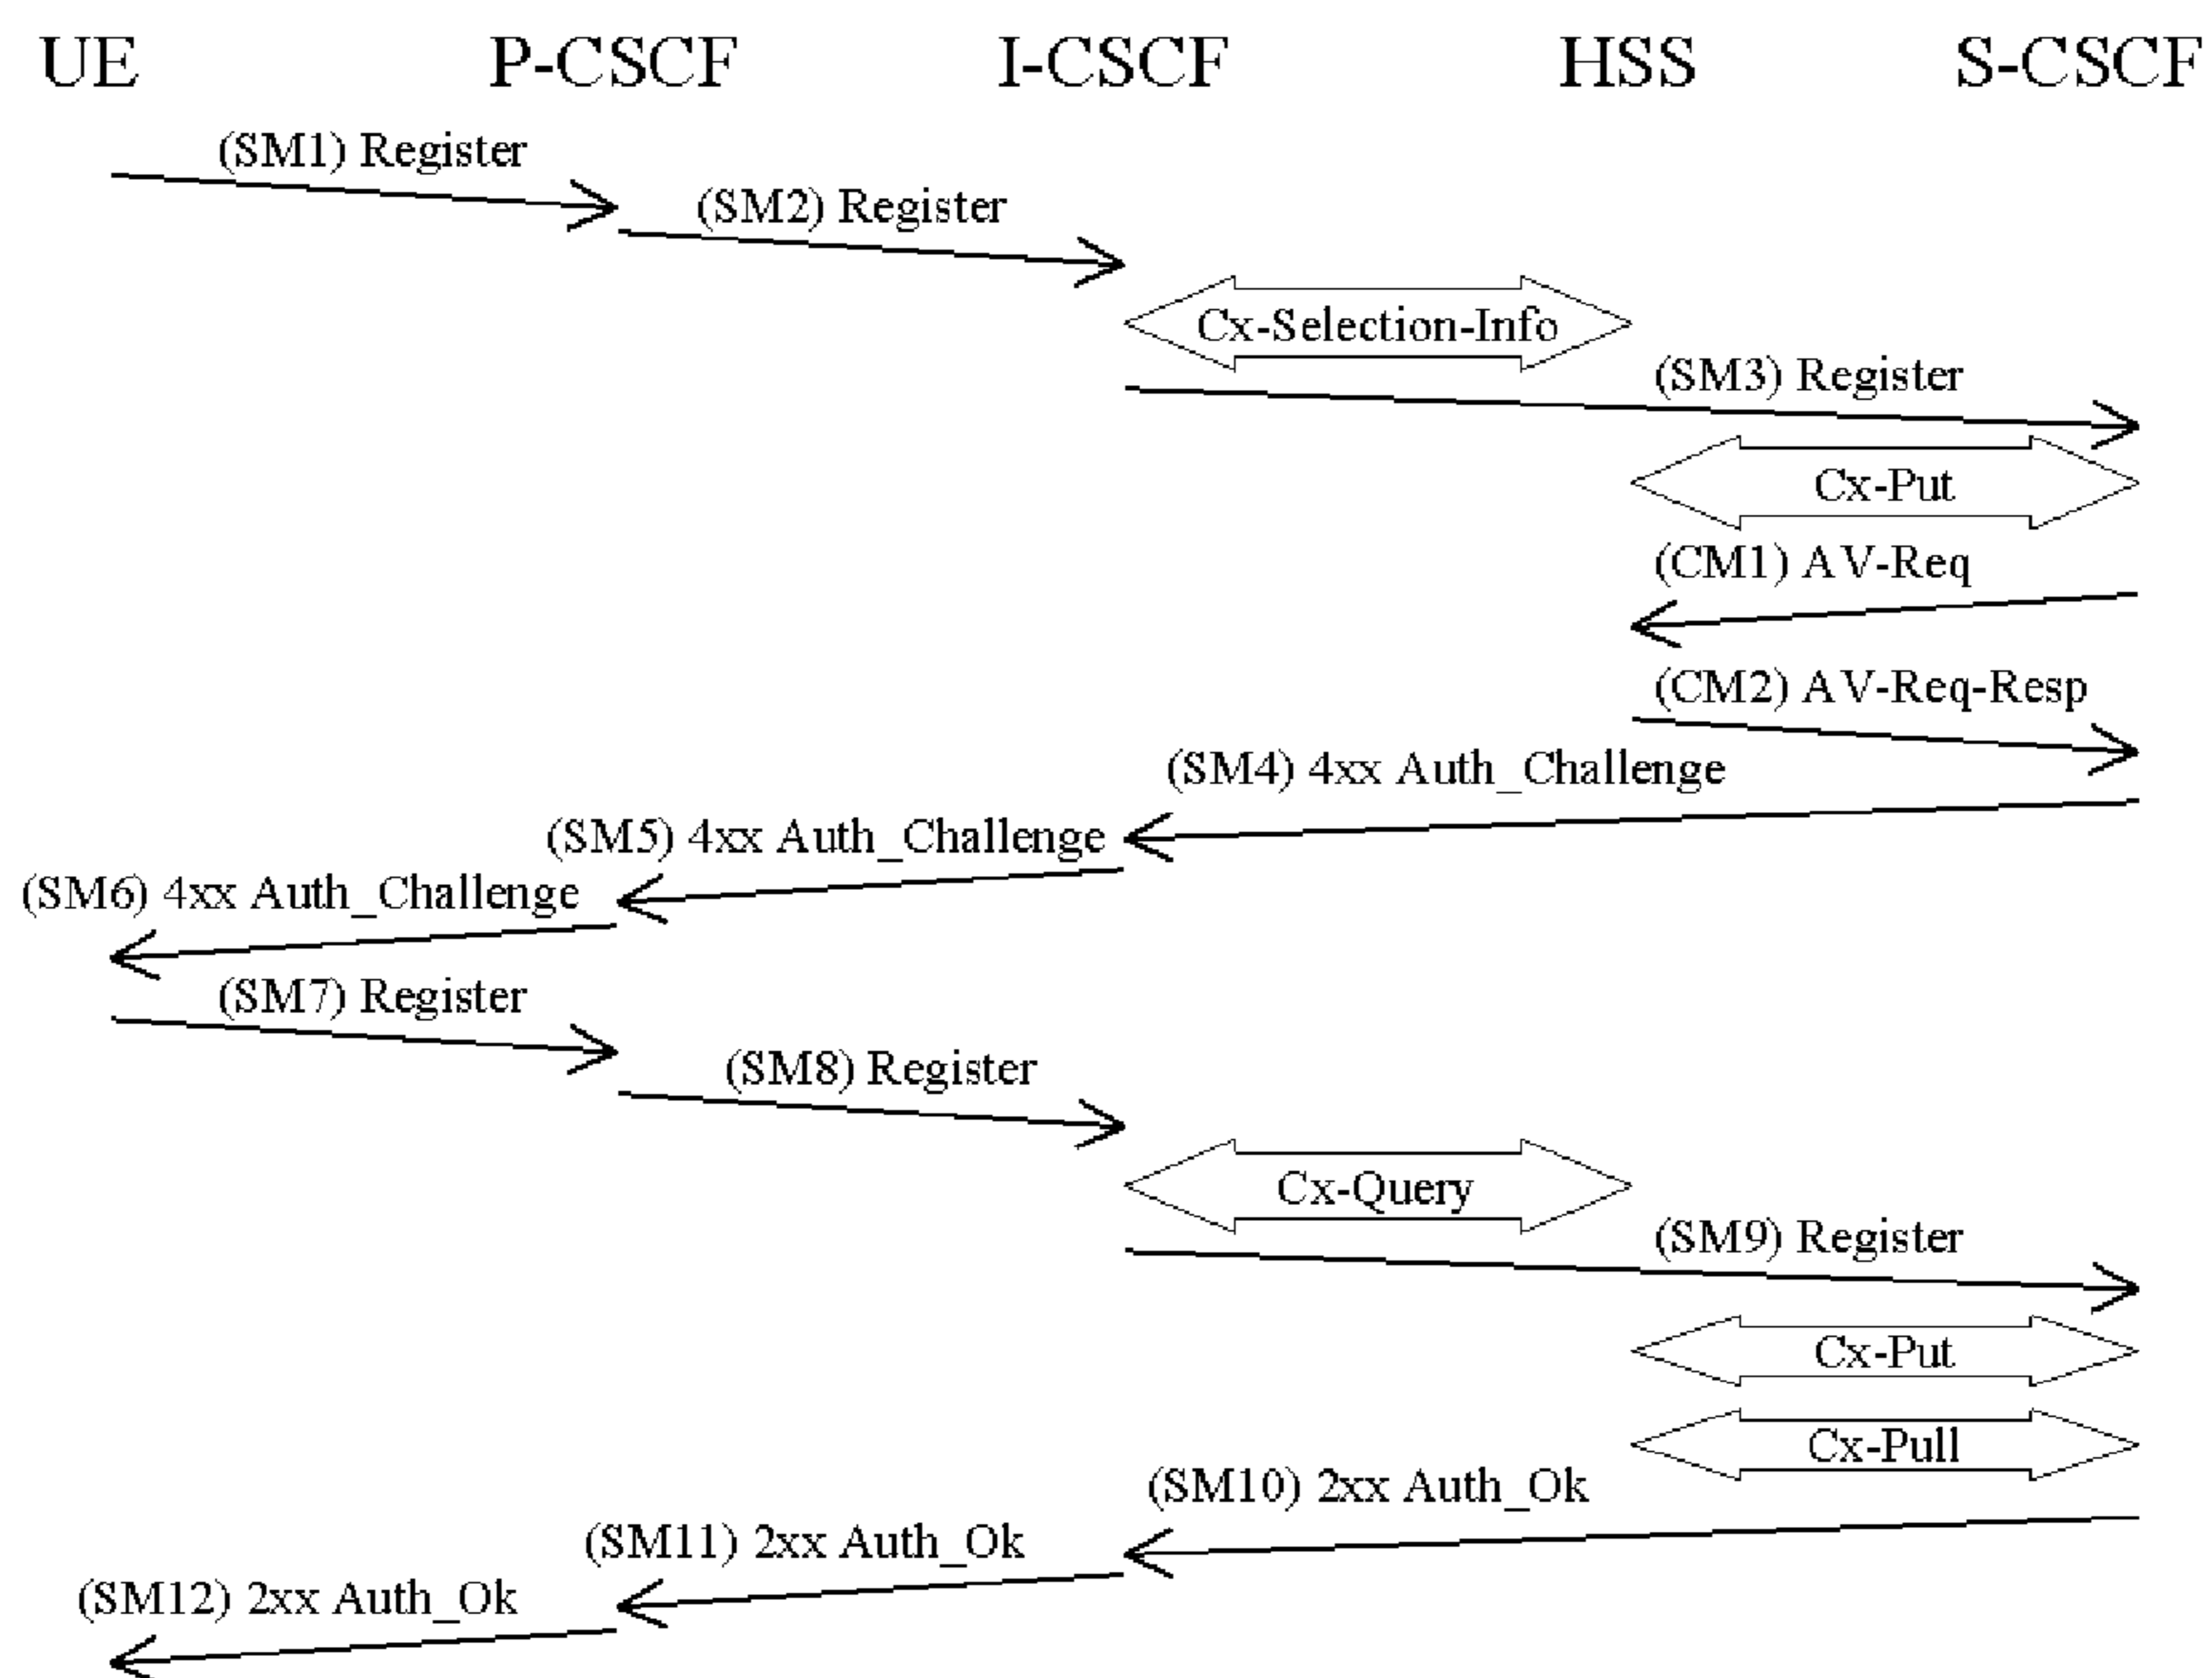 UE P-CSCF I-CSCF HSS S-CSCF
(SM1) Register
(SM2) Register
Cx-Selection-Info
(SM3) Register
Cx-Put
(CM1) AV-Req
(CM2) AV-Req-Resp
(SM4) 4xx Auth_Challenge
(SM5) 4xx Auth_Challenge
(SM6) 4xx Auth_Challenge
(SM7) Register
(SM8) Register
Cx-Query
(SM9) Register
Cx-Put
Cx-Pull
(SM10) 2xx Auth_Ok
(SM11) 2xx Auth_Ok
(SM12) 2xx Auth_Ok